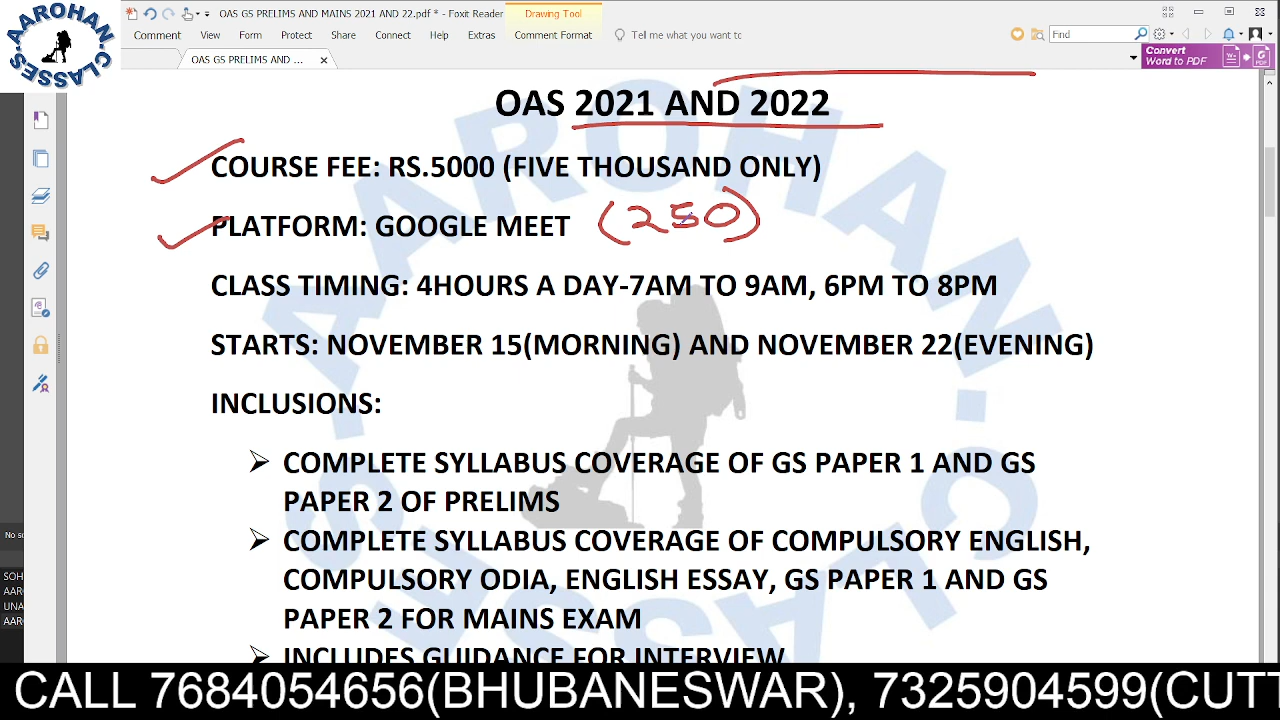 OAS GS PRELIMS AND MAINS 2021 AND 22.pdf * - Foxit Reader
Drawing Tool
Comment View Form Protect Share Connect Help Extras Comment Format Tell me what you want to
Find
OAS GS PRELIMS AND ... ×
Convert
Word to PDF
AAROHAN.CLASSES.
OAS 2021 AND 2022
COURSE FEE: RS.5000 (FIVE THOUSAND ONLY)
PLATFORM: GOOGLE MEET (250)
CLASS TIMING: 4HOURS A DAY-7AM TO 9AM, 6PM TO 8PM
STARTS: NOVEMBER 15(MORNING) AND NOVEMBER 22(EVENING)
INCLUSIONS:
➢ COMPLETE SYLLABUS COVERAGE OF GS PAPER 1 AND GS
PAPER 2 OF PRELIMS
➢ COMPLETE SYLLABUS COVERAGE OF COMPULSORY ENGLISH,
COMPULSORY ODIA, ENGLISH ESSAY, GS PAPER 1 AND GS
PAPER 2 FOR MAINS EXAM
➢ INCLUDES GUIDANCE FOR INTERVIEW
No sc
SOH
AARO
UNA
AARO
CALL 7684054656(BHUBANESWAR), 7325904599(CUTT